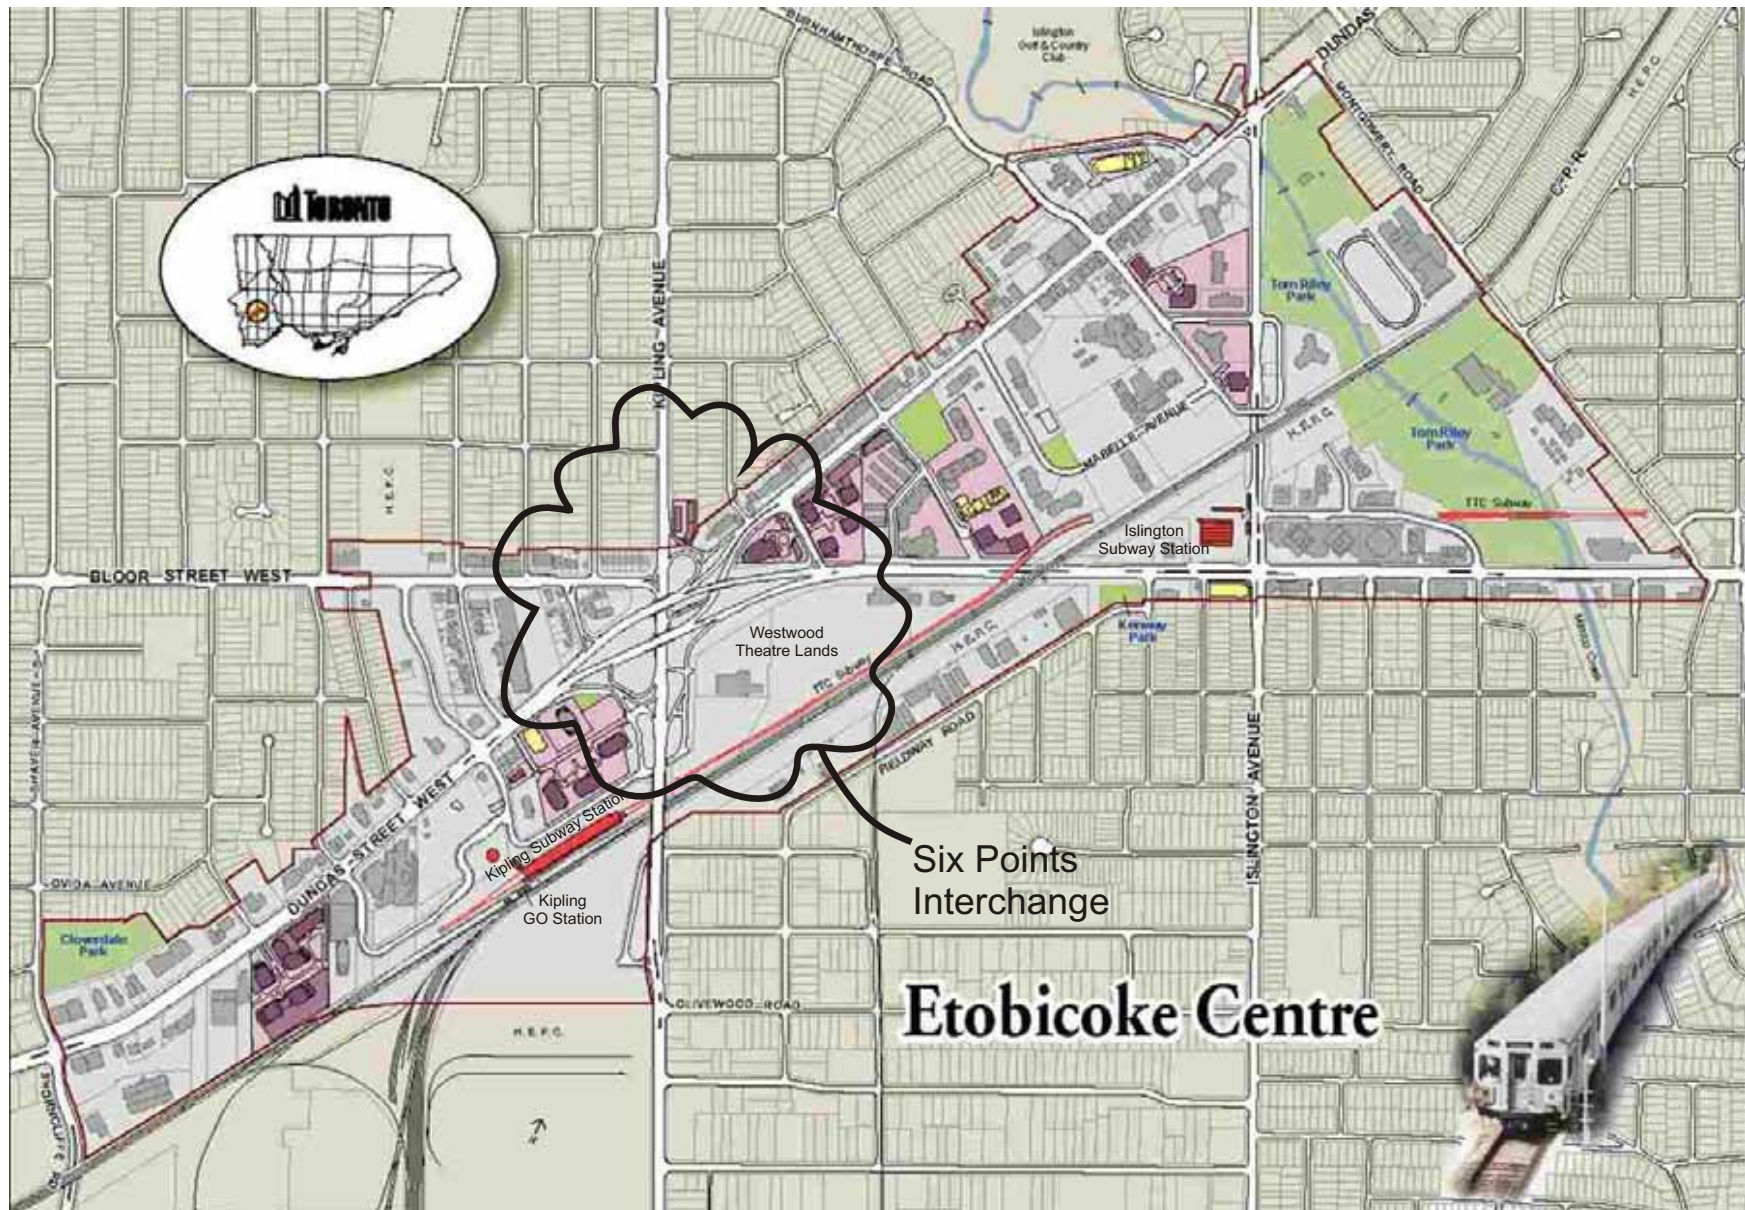 BURNHAMTHORPE ROAD
Islington
Golf & Country
Club
DUNDAS
MONTGOMERY ROAD
H.E.P.C.
C.P.R.
TORONTO
KIPLING AVENUE
Tom Riley
Park
MABELLE AVENUE
H.E.P.C.
Tom Riley
Park
H.E.P.C.
TTC Subway
Islington
Subway Station
BLOOR STREET WEST
Westwood
Theatre Lands
Kenway
Park
H.E.P.C.
Mimico Creek
TTC Subway
SHAVER AVENUE S
FIELDWAY ROAD
ISLINGTON AVENUE
DUNDAS STREET WEST
Kipling Subway Station
Six Points
Interchange
OVIDA AVENUE
Kipling
GO Station
Cloverdale
Park
OLIVEWOOD ROAD
Etobicoke Centre
H.E.P.C.
SHORNCLIFFE RD
N